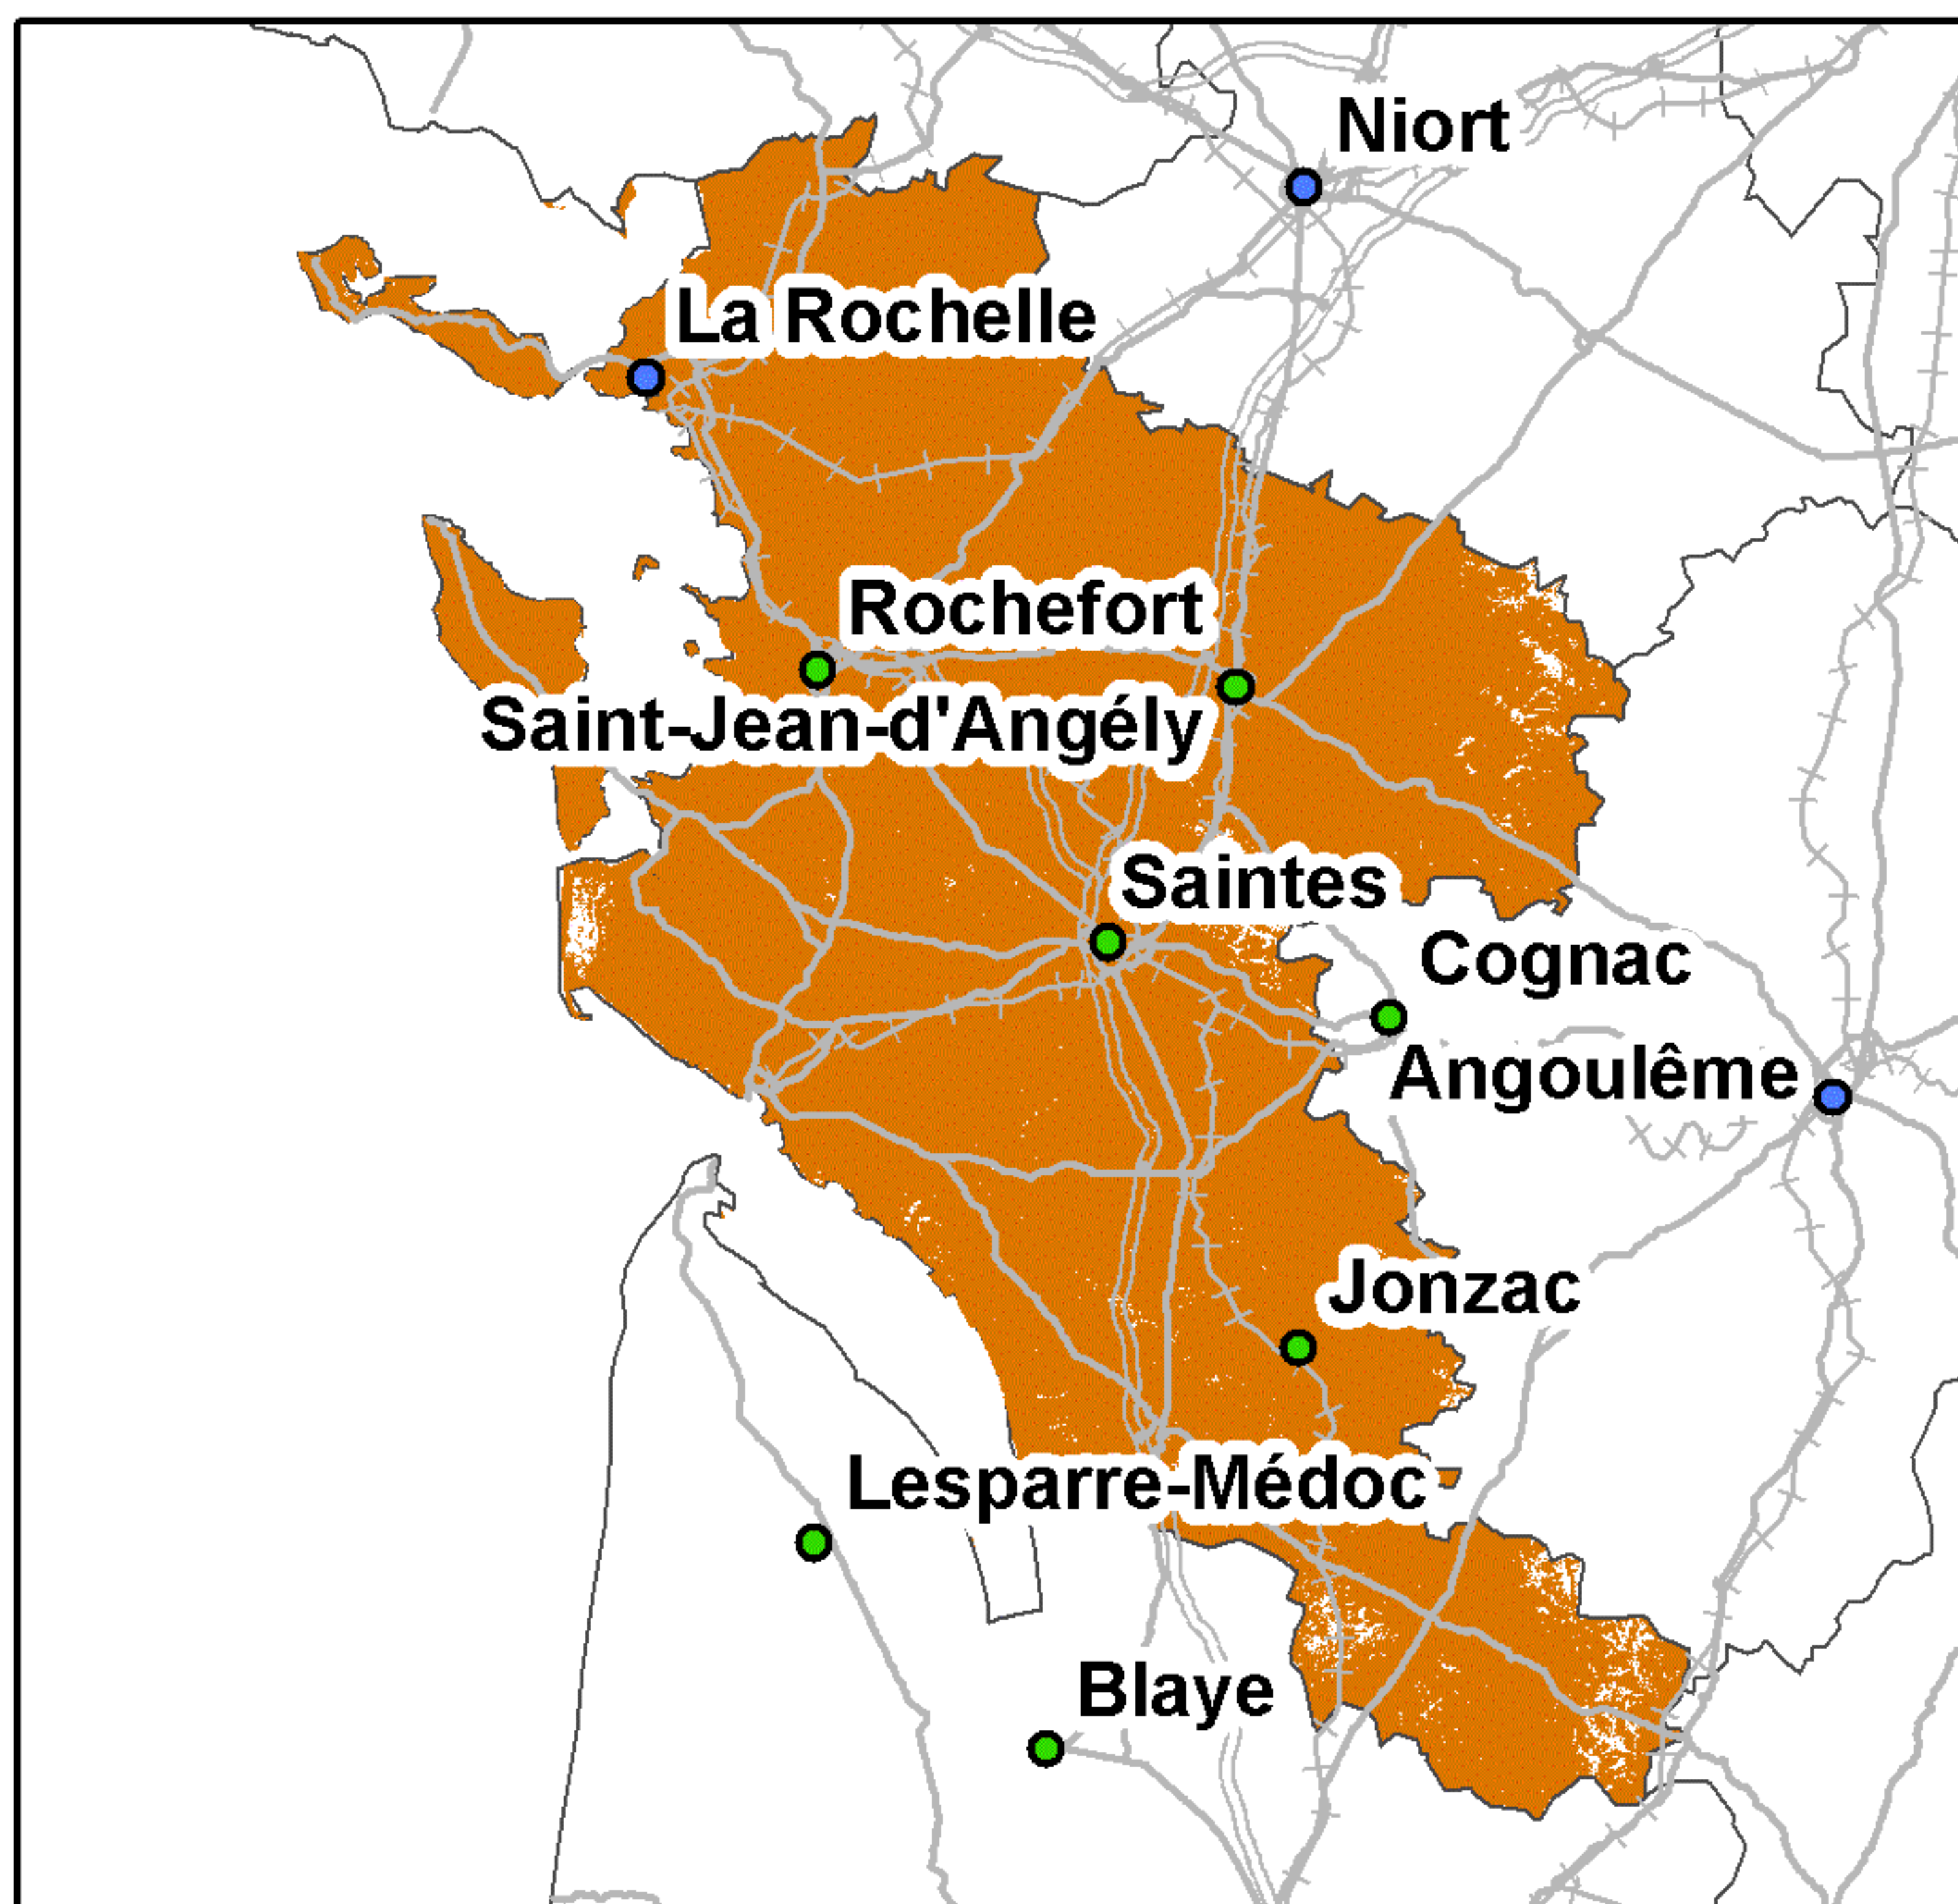 Niort
La Rochelle
Rochefort
Saint-Jean-d'Angély
Saintes
Cognac
Angoulême
Jonzac
Lesparre-Médoc
Blaye